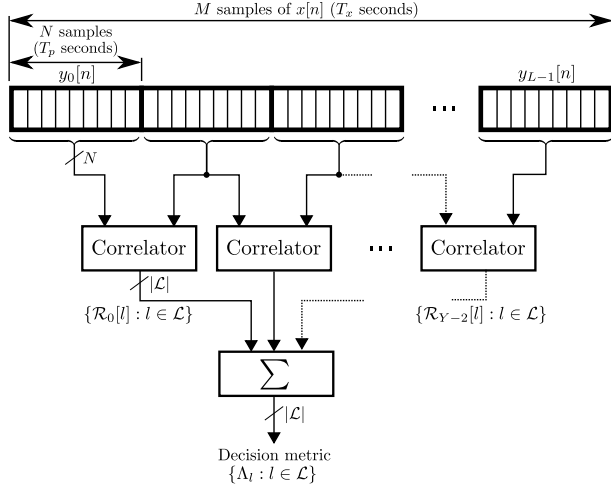 M samples of x[n] (T_x seconds)
N samples
(T_p seconds)
y_0[n]
y_{L-1}[n]
...
N
Correlator
Correlator
...
Correlator
|ℒ|
{ℛ_0[l] : l ∈ ℒ}
{ℛ_{Y-2}[l] : l ∈ ℒ}
∑
|ℒ|
Decision metric
{Λ_l : l ∈ ℒ}